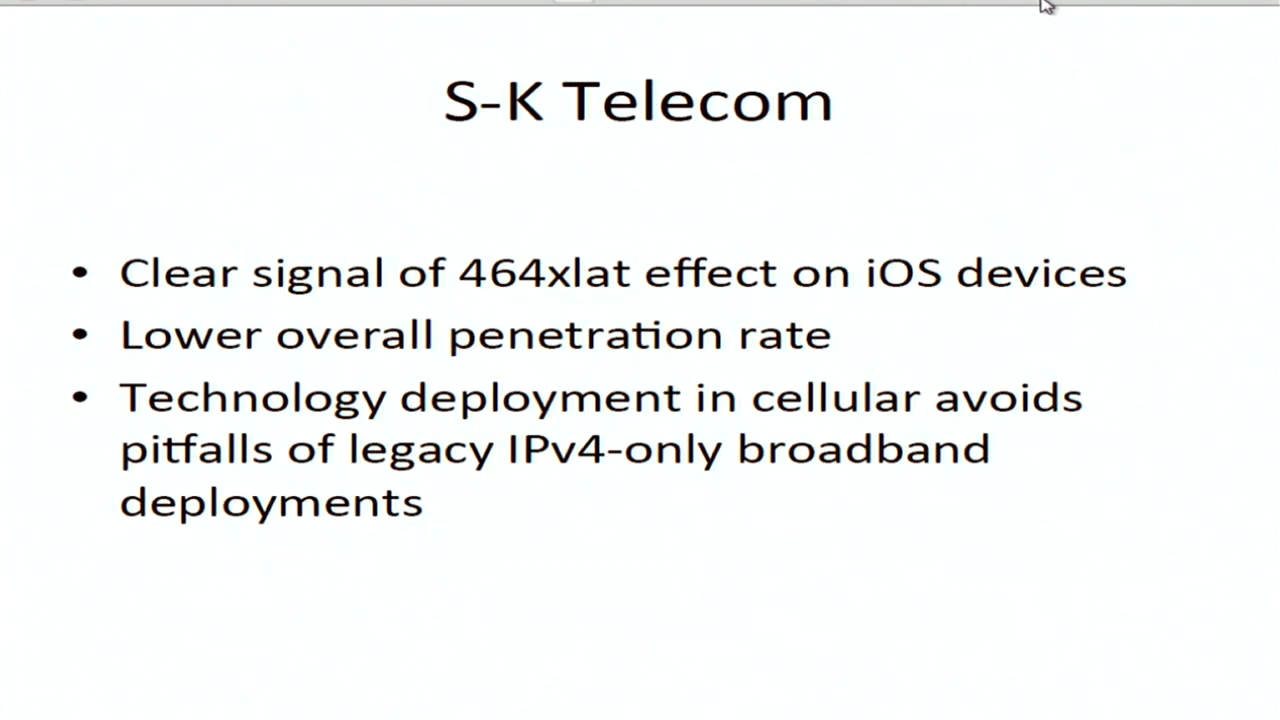 S-K Telecom
• Clear signal of 464xlat effect on iOS devices
• Lower overall penetration rate
• Technology deployment in cellular avoids
pitfalls of legacy IPv4-only broadband
deployments